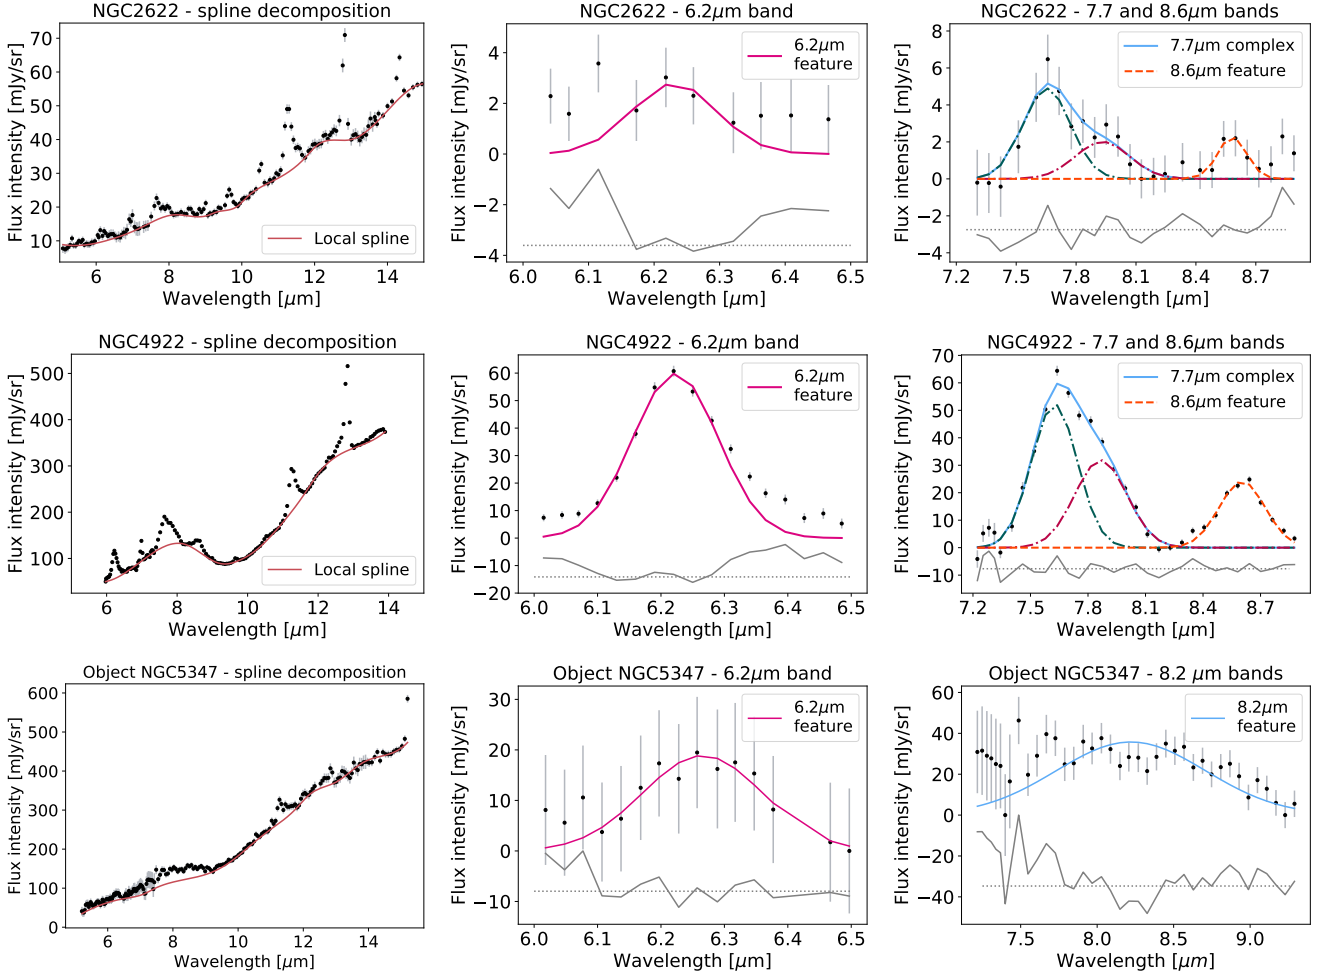 NGC2622 - spline decomposition
Flux intensity [mJy/sr]
70
60
50
40
30
20
10
Local spline
6 8 10 12 14
Wavelength [μm]
NGC2622 - 6.2μm band
Flux intensity [mJy/sr]
4
2
0
−2
−4
6.2μm
feature
6.0 6.1 6.2 6.3 6.4 6.5
Wavelength [μm]
NGC2622 - 7.7 and 8.6μm bands
Flux intensity [mJy/sr]
8
6
4
2
0
−2
−4
7.7μm complex
8.6μm feature
7.2 7.5 7.8 8.1 8.4 8.7
Wavelength [μm]
NGC4922 - spline decomposition
Flux intensity [mJy/sr]
500
400
300
200
100
Local spline
6 8 10 12 14
Wavelength [μm]
NGC4922 - 6.2μm band
Flux intensity [mJy/sr]
60
50
40
30
20
10
0
−10
−20
6.2μm
feature
6.0 6.1 6.2 6.3 6.4 6.5
Wavelength [μm]
NGC4922 - 7.7 and 8.6μm bands
Flux intensity [mJy/sr]
70
60
50
40
30
20
10
0
−10
7.7μm complex
8.6μm feature
7.2 7.5 7.8 8.1 8.4 8.7
Wavelength [μm]
Object NGC5347 - spline decomposition
Flux intensity [mJy/sr]
600
500
400
300
200
100
0
Local spline
6 8 10 12 14
Wavelength [μm]
Object NGC5347 - 6.2μm band
Flux intensity [mJy/sr]
30
20
10
0
−10
6.2μm
feature
6.0 6.1 6.2 6.3 6.4 6.5
Wavelength [μm]
Object NGC5347 - 8.2 μm bands
Flux intensity [mJy/sr]
60
40
20
0
−20
−40
8.2μm
feature
7.5 8.0 8.5 9.0
Wavelength [μm]